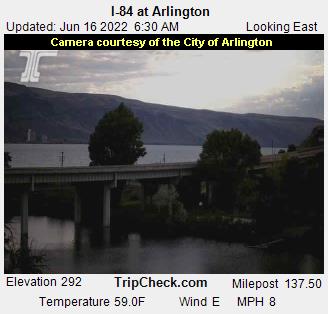 I-84 at Arlington
Updated: Jun 16 2022 6:30 AM Looking East
Camera courtesy of the City of Arlington
Elevation 292 TripCheck.com Milepost 137.50
Temperature 59.0F Wind E MPH 8